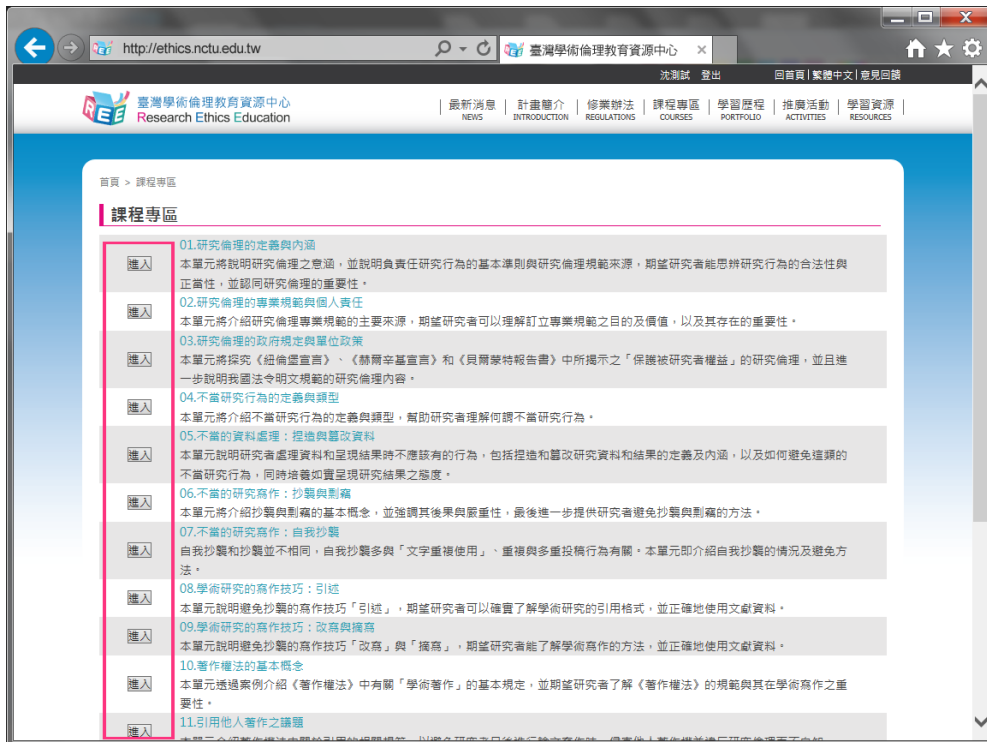 http://ethics.nctu.edu.tw
臺灣學術倫理教育資源中心
沈測試 登出 回首頁|繁體中文|意見回饋
臺灣學術倫理教育資源中心
Research Ethics Education
REE
最新消息 | 計畫簡介 | 修業辦法 | 課程專區 | 學習歷程 | 推廣活動 | 學習資源
NEWS INTRODUCTION REGULATIONS COURSES PORTFOLIO ACTIVITIES RESOURCES
首頁 > 課程專區
課程專區
01.研究倫理的定義與內涵
進入
本單元將說明研究倫理之意涵，並說明負責任研究行為的基本準則與研究倫理規範來源，期望研究者能思辨研究行為的合法性與
正當性，並認同研究倫理的重要性。
02.研究倫理的專業規範與個人責任
進入
本單元將介紹研究倫理專業規範的主要來源，期望研究者可以理解訂立專業規範之目的及價值，以及其存在的重要性。
03.研究倫理的政府規定與單位政策
進入
本單元將探究《紐倫堡宣言》、《赫爾辛基宣言》和《貝爾蒙特報告書》中所揭示之「保護被研究者權益」的研究倫理，並且進
一步說明我國法令明文規範的研究倫理內容。
04.不當研究行為的定義與類型
進入
本單元將介紹不當研究行為的定義與類型，幫助研究者理解何謂不當研究行為。
05.不當的資料處理：捏造與篡改資料
進入
本單元說明研究者處理資料和呈現結果時不應該有的行為，包括捏造和篡改研究資料和結果的定義及內涵，以及如何避免這類的
不當研究行為，同時培養如實呈現研究結果之態度。
06.不當的研究寫作：抄襲與剽竊
進入
本單元將介紹抄襲與剽竊的基本概念，並強調其後果與嚴重性，最後進一步提供研究者避免抄襲與剽竊的方法。
07.不當的研究寫作：自我抄襲
進入
自我抄襲和抄襲並不相同，自我抄襲多與「文字重複使用」、重複與多重投稿行為有關。本單元即介紹自我抄襲的情況及避免方
法。
08.學術研究的寫作技巧：引述
進入
本單元說明避免抄襲的寫作技巧「引述」，期望研究者可以確實了解學術研究的引用格式，並正確地使用文獻資料。
09.學術研究的寫作技巧：改寫與摘寫
進入
本單元說明避免抄襲的寫作技巧「改寫」與「摘寫」，期望研究者能了解學術寫作的方法，並正確地使用文獻資料。
10.著作權法的基本概念
進入
本單元透過案例介紹《著作權法》中有關「學術著作」的基本規定，並期望研究者了解《著作權法》的規範與其在學術寫作之重
要性。
11.引用他人著作之議題
進入